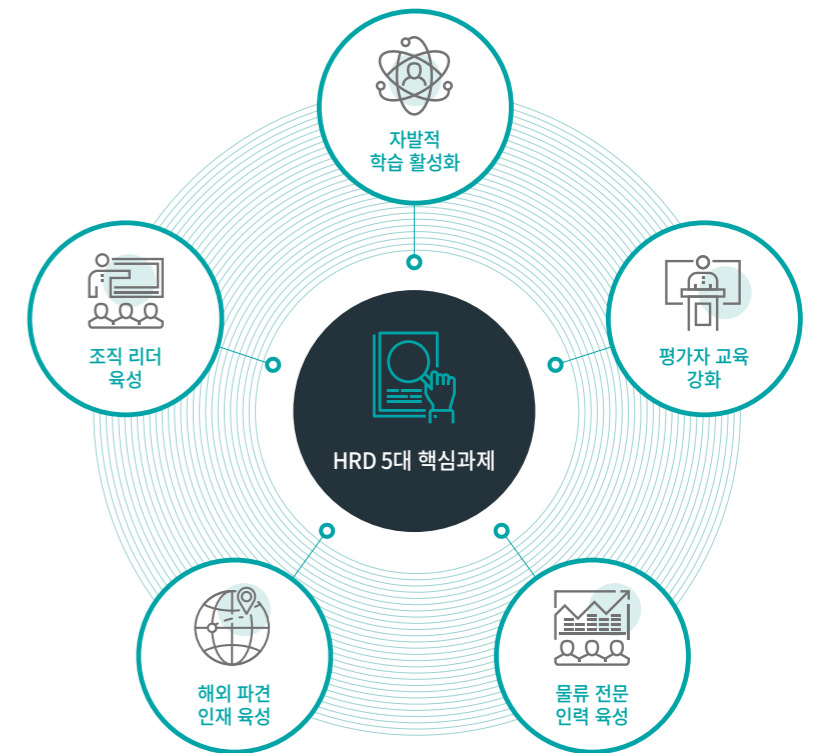 자발적
학습 활성화
조직 리더
육성
평가자 교육
강화
HRD 5대 핵심과제
해외 파견
인재 육성
물류 전문
인력 육성